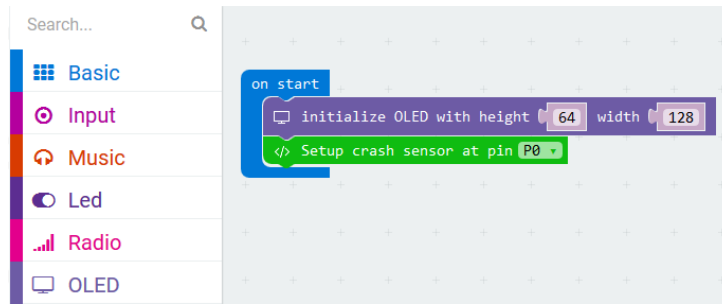 Search...
Basic
Input
Music
Led
Radio
OLED
on start
initialize OLED with height 64 width 128
Setup crash sensor at pin P0